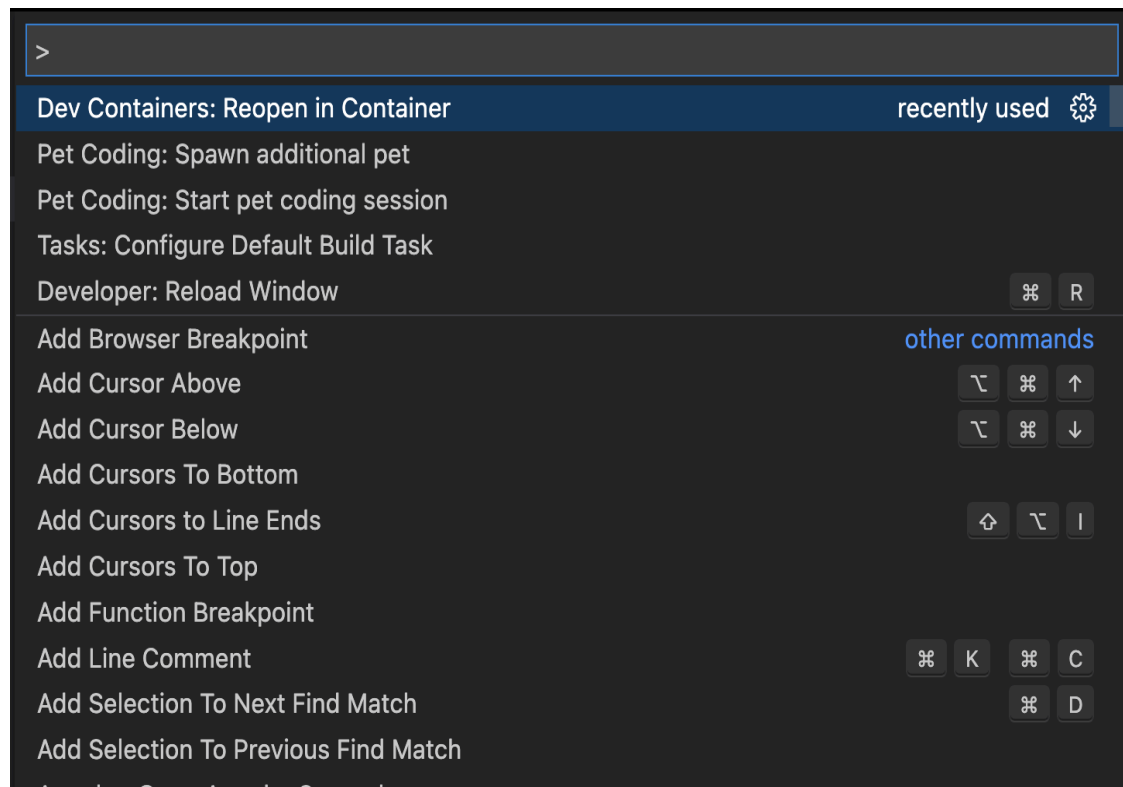 >
Dev Containers: Reopen in Container recently used
Pet Coding: Spawn additional pet
Pet Coding: Start pet coding session
Tasks: Configure Default Build Task
Developer: Reload Window ⌘ R
Add Browser Breakpoint other commands
Add Cursor Above ⌥ ⌘ ↑
Add Cursor Below ⌥ ⌘ ↓
Add Cursors To Bottom
Add Cursors to Line Ends ⇧ ⌥ I
Add Cursors To Top
Add Function Breakpoint
Add Line Comment ⌘ K ⌘ C
Add Selection To Next Find Match ⌘ D
Add Selection To Previous Find Match